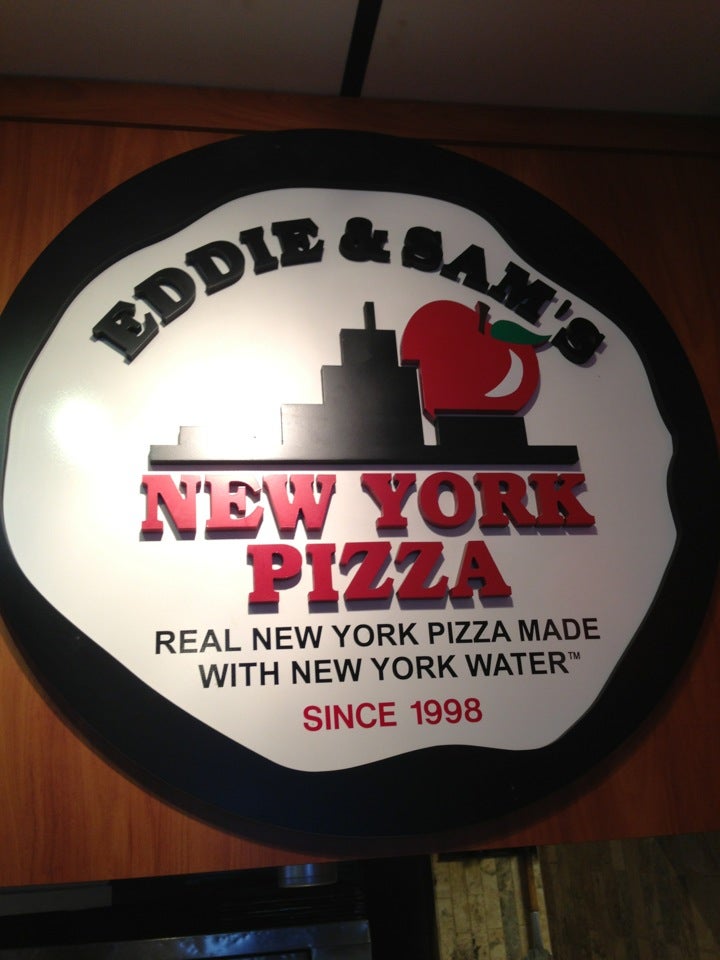 EDDIE & SAM'S
NEW YORK
PIZZA
REAL NEW YORK PIZZA MADE
WITH NEW YORK WATER™
SINCE 1998